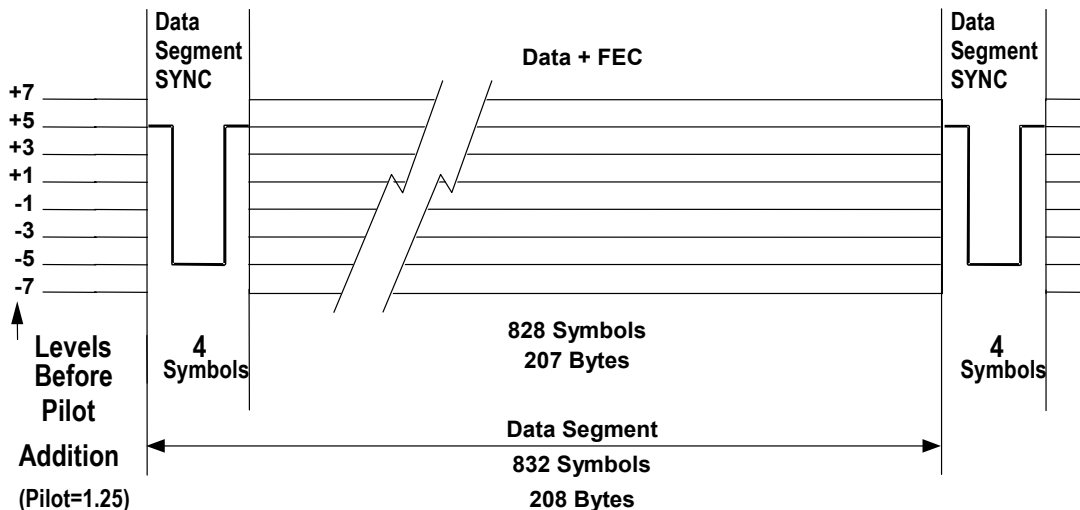 Data
Segment
SYNC
Data + FEC
Data
Segment
SYNC
+7
+5
+3
+1
-1
-3
-5
-7
Levels
Before
Pilot
Addition
(Pilot=1.25)
4
Symbols
828 Symbols
207 Bytes
4
Symbols
Data Segment
832 Symbols
208 Bytes